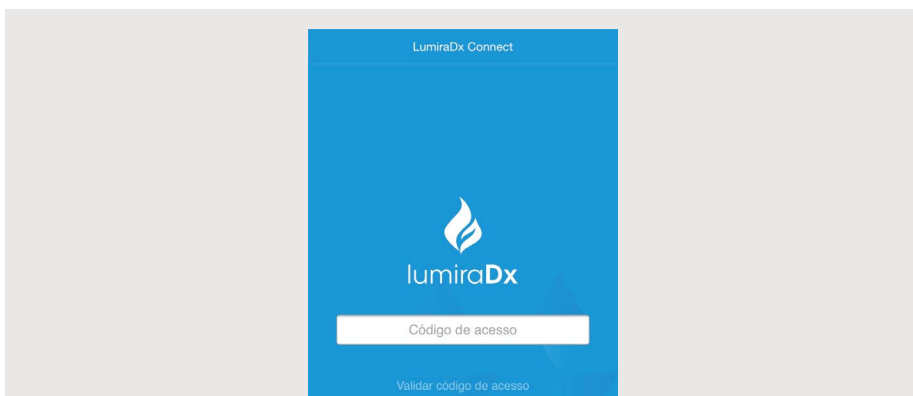 LumiraDx Connect
lumiraDx
Código de acesso
Validar código de acesso